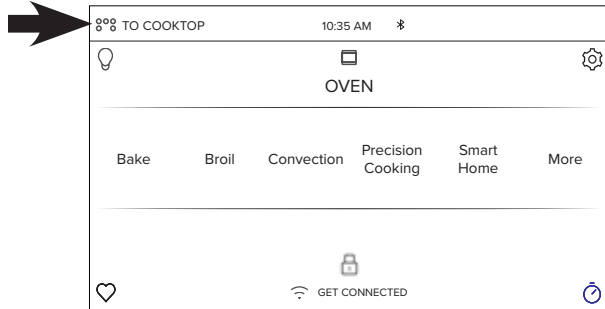 TO COOKTOP 10:35 AM
OVEN
Bake Broil Convection Precision Cooking Smart Home More
GET CONNECTED